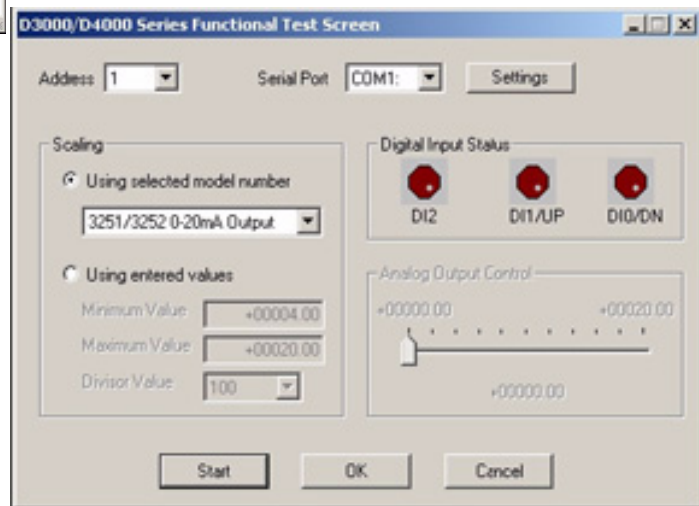 D3000/D4000 Series Functional Test Screen
Address 1 Serial Port COM1: Settings
Scaling
Using selected model number
3251/3252 0-20mA Output
Using entered values
Minimum Value +00004.00
Maximum Value +00020.00
Divisor Value 100
Digital Input Status
DI2 DI1/UP DI0/DN
Analog Output Control
+00000.00 +00020.00
+00000.00
Start OK Cancel